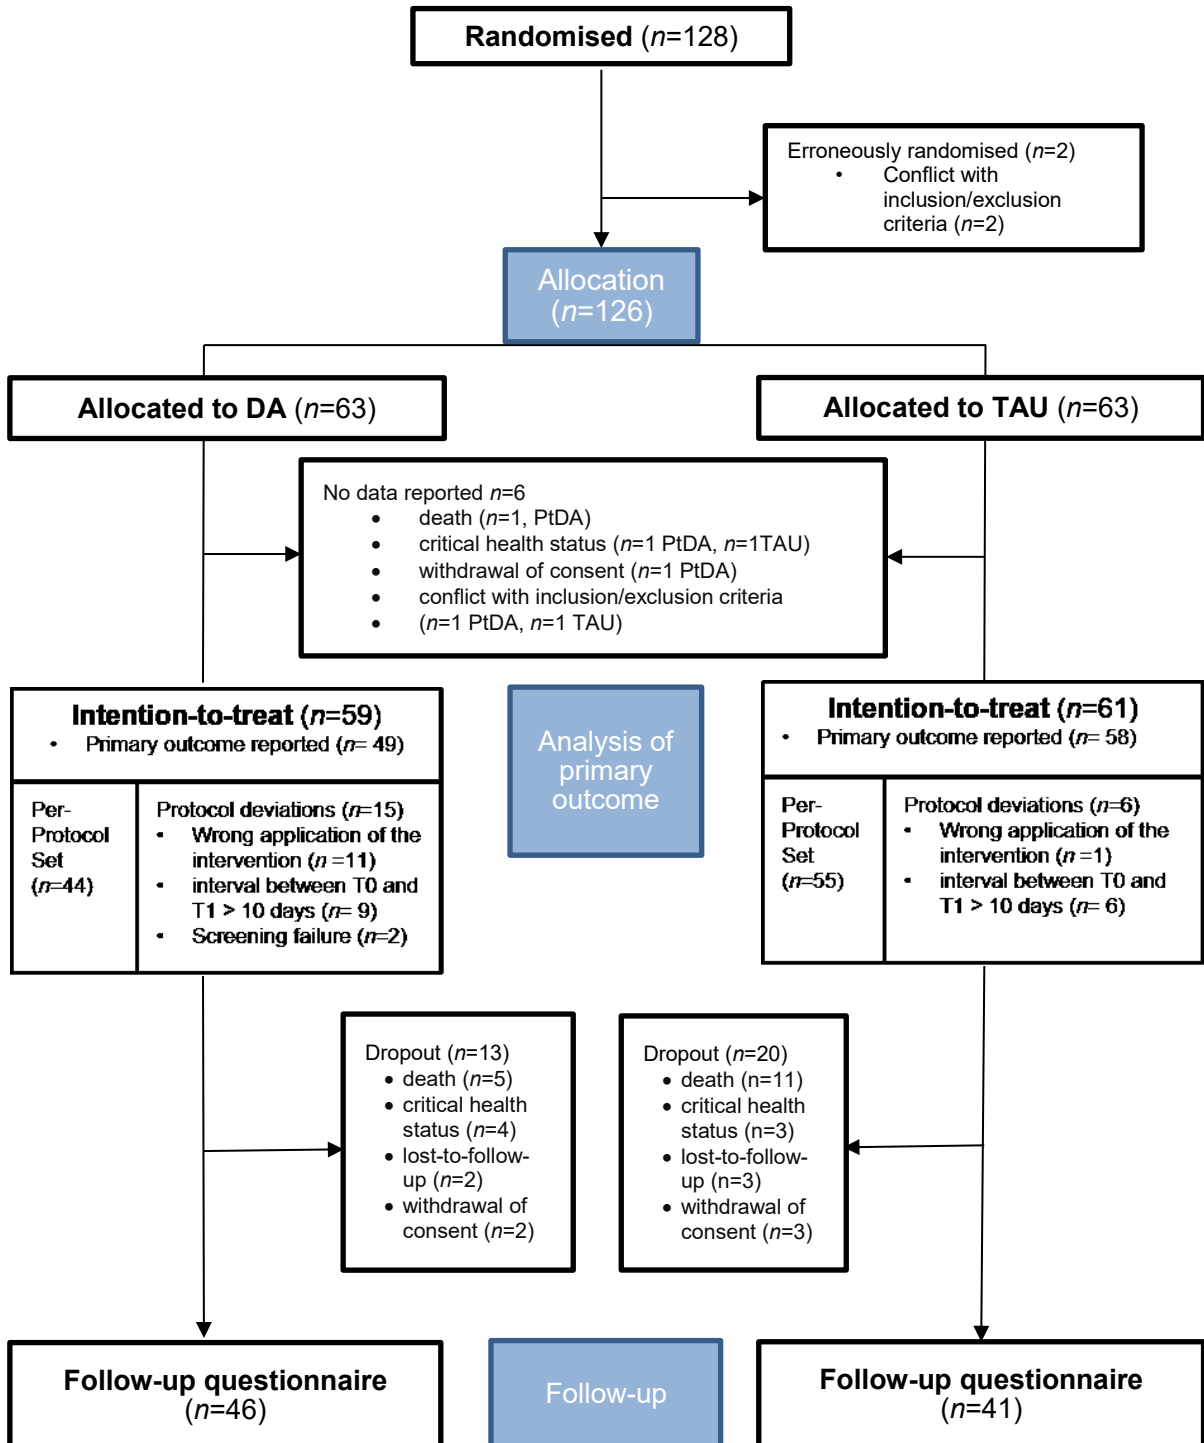 Randomised (n=128)
Erroneously randomised (n=2)
• Conflict with
inclusion/exclusion
criteria (n=2)
Allocation
(n=126)
Allocated to DA (n=63)
Allocated to TAU (n=63)
No data reported n=6
• death (n=1, PtDA)
• critical health status (n=1 PtDA, n=1TAU)
• withdrawal of consent (n=1 PtDA)
• conflict with inclusion/exclusion criteria
• (n=1 PtDA, n=1 TAU)
Intention-to-treat (n=59)
• Primary outcome reported (n= 49)
Per-
Protocol
Set
(n=44)
Protocol deviations (n=15)
• Wrong application of the
intervention (n =11)
• interval between T0 and
T1 > 10 days (n= 9)
• Screening failure (n=2)
Analysis of
primary
outcome
Intention-to-treat (n=61)
• Primary outcome reported (n= 58)
Per-
Protocol
Set
(n=55)
Protocol deviations (n=6)
• Wrong application of the
intervention (n =1)
• interval between T0 and
T1 > 10 days (n= 6)
Dropout (n=13)
• death (n=5)
• critical health
status (n=4)
• lost-to-follow-
up (n=2)
• withdrawal of
consent (n=2)
Dropout (n=20)
• death (n=11)
• critical health
status (n=3)
• lost-to-follow-
up (n=3)
• withdrawal of
consent (n=3)
Follow-up questionnaire
(n=46)
Follow-up
Follow-up questionnaire
(n=41)